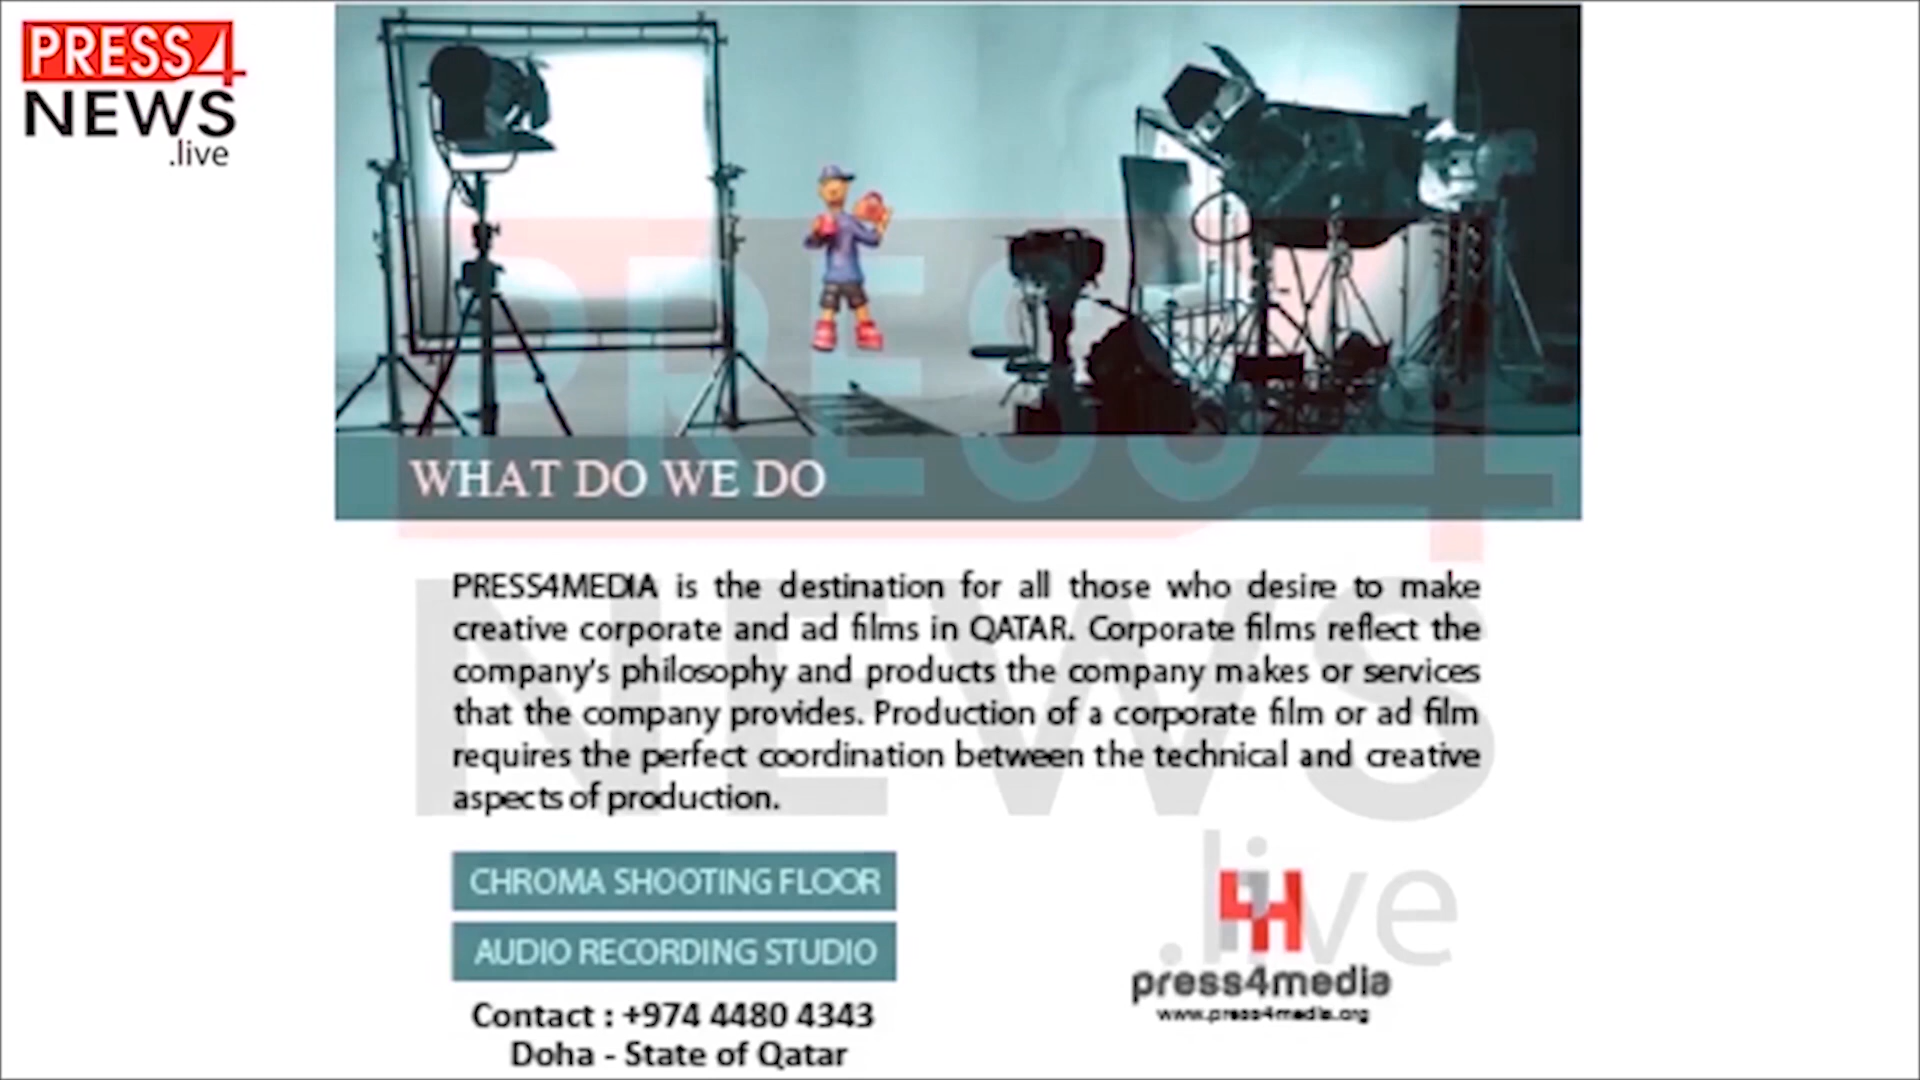 PRESS4
NEWS
.live
WHAT DO WE DO
PRESS4MEDIA is the destination for all those who desire to make
creative corporate and ad films in QATAR. Corporate films reflect the
company's philosophy and products the company makes or services
that the company provides. Production of a corporate film or ad film
requires the perfect coordination between the technical and creative
aspects of production.
CHROMA SHOOTING FLOOR
AUDIO RECORDING STUDIO
Contact : +974 4480 4343
Doha - State of Qatar
press4media
www.press4media.org
PRESS4
NEWS
.live